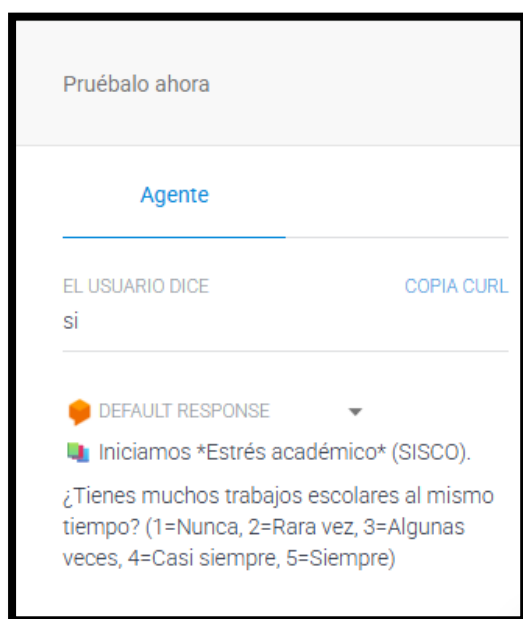 Pruébalo ahora
Agente
EL USUARIO DICE COPIA CURL
si
DEFAULT RESPONSE
Iniciamos *Estrés académico* (SISCO).
¿Tienes muchos trabajos escolares al mismo
tiempo? (1=Nunca, 2=Rara vez, 3=Algunas
veces, 4=Casi siempre, 5=Siempre)